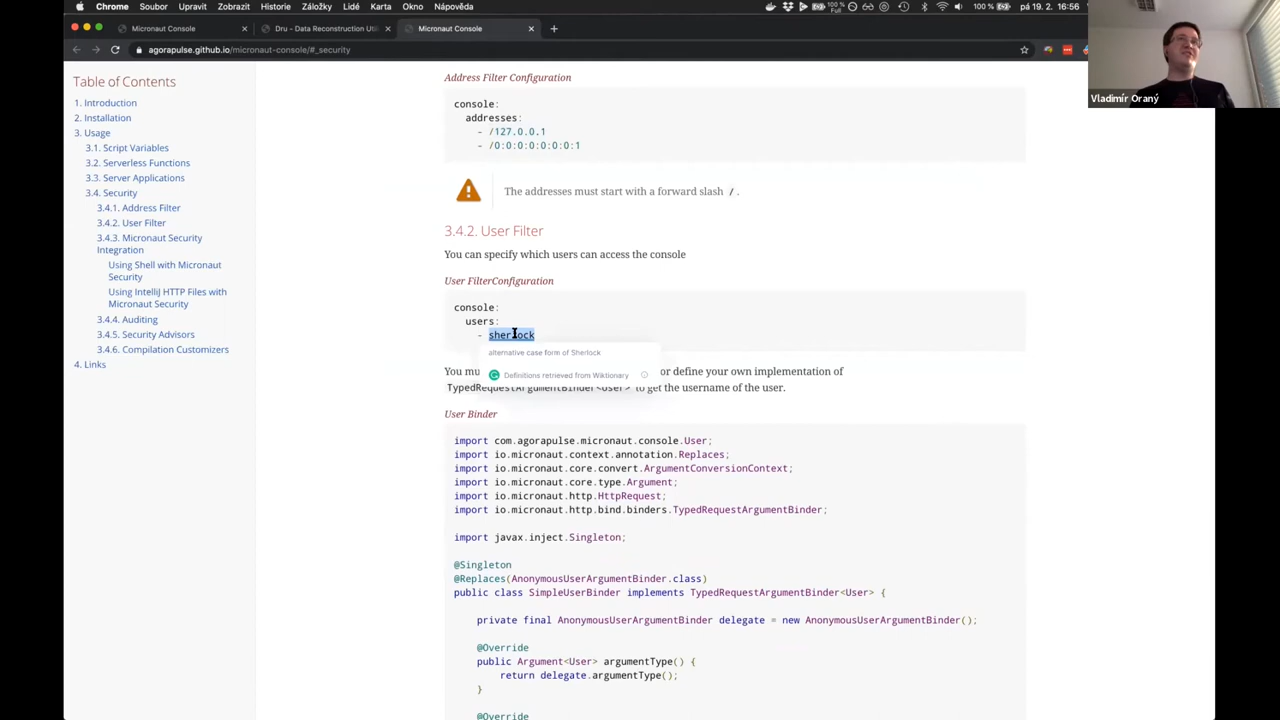 Chrome Soubor Upravit Zobrazit Historie Záložky Lidé Karta Okno Nápověda 100 % 100 % pá 19. 2. 16:56
Micronaut Console
Dru – Data Reconstruction Uti
Micronaut Console
agorapulse.github.io/micronaut-console/#_security
Vladimír Oraný
Table of Contents
1. Introduction
2. Installation
3. Usage
3.1. Script Variables
3.2. Serverless Functions
3.3. Server Applications
3.4. Security
3.4.1. Address Filter
3.4.2. User Filter
3.4.3. Micronaut Security
Integration
Using Shell with Micronaut
Security
Using IntelliJ HTTP Files with
Micronaut Security
3.4.4. Auditing
3.4.5. Security Advisors
3.4.6. Compilation Customizers
4. Links
Address Filter Configuration
console:
addresses:
- /127.0.0.1
- /0:0:0:0:0:0:0:1
The addresses must start with a forward slash / .
3.4.2. User Filter
You can specify which users can access the console
User FilterConfiguration
console:
users:
- sherlock
alternative case form of Sherlock
Definitions retrieved from Wiktionary
You mu or define your own implementation of
TypedRequestArgumentBinder<User> to get the username of the user.
User Binder
import com.agorapulse.micronaut.console.User;
import io.micronaut.context.annotation.Replaces;
import io.micronaut.core.convert.ArgumentConversionContext;
import io.micronaut.core.type.Argument;
import io.micronaut.http.HttpRequest;
import io.micronaut.http.bind.binders.TypedRequestArgumentBinder;
import javax.inject.Singleton;
@Singleton
@Replaces(AnonymousUserArgumentBinder.class)
public class SimpleUserBinder implements TypedRequestArgumentBinder<User> {
private final AnonymousUserArgumentBinder delegate = new AnonymousUserArgumentBinder();
@Override
public Argument<User> argumentType() {
return delegate.argumentType();
}
@Override